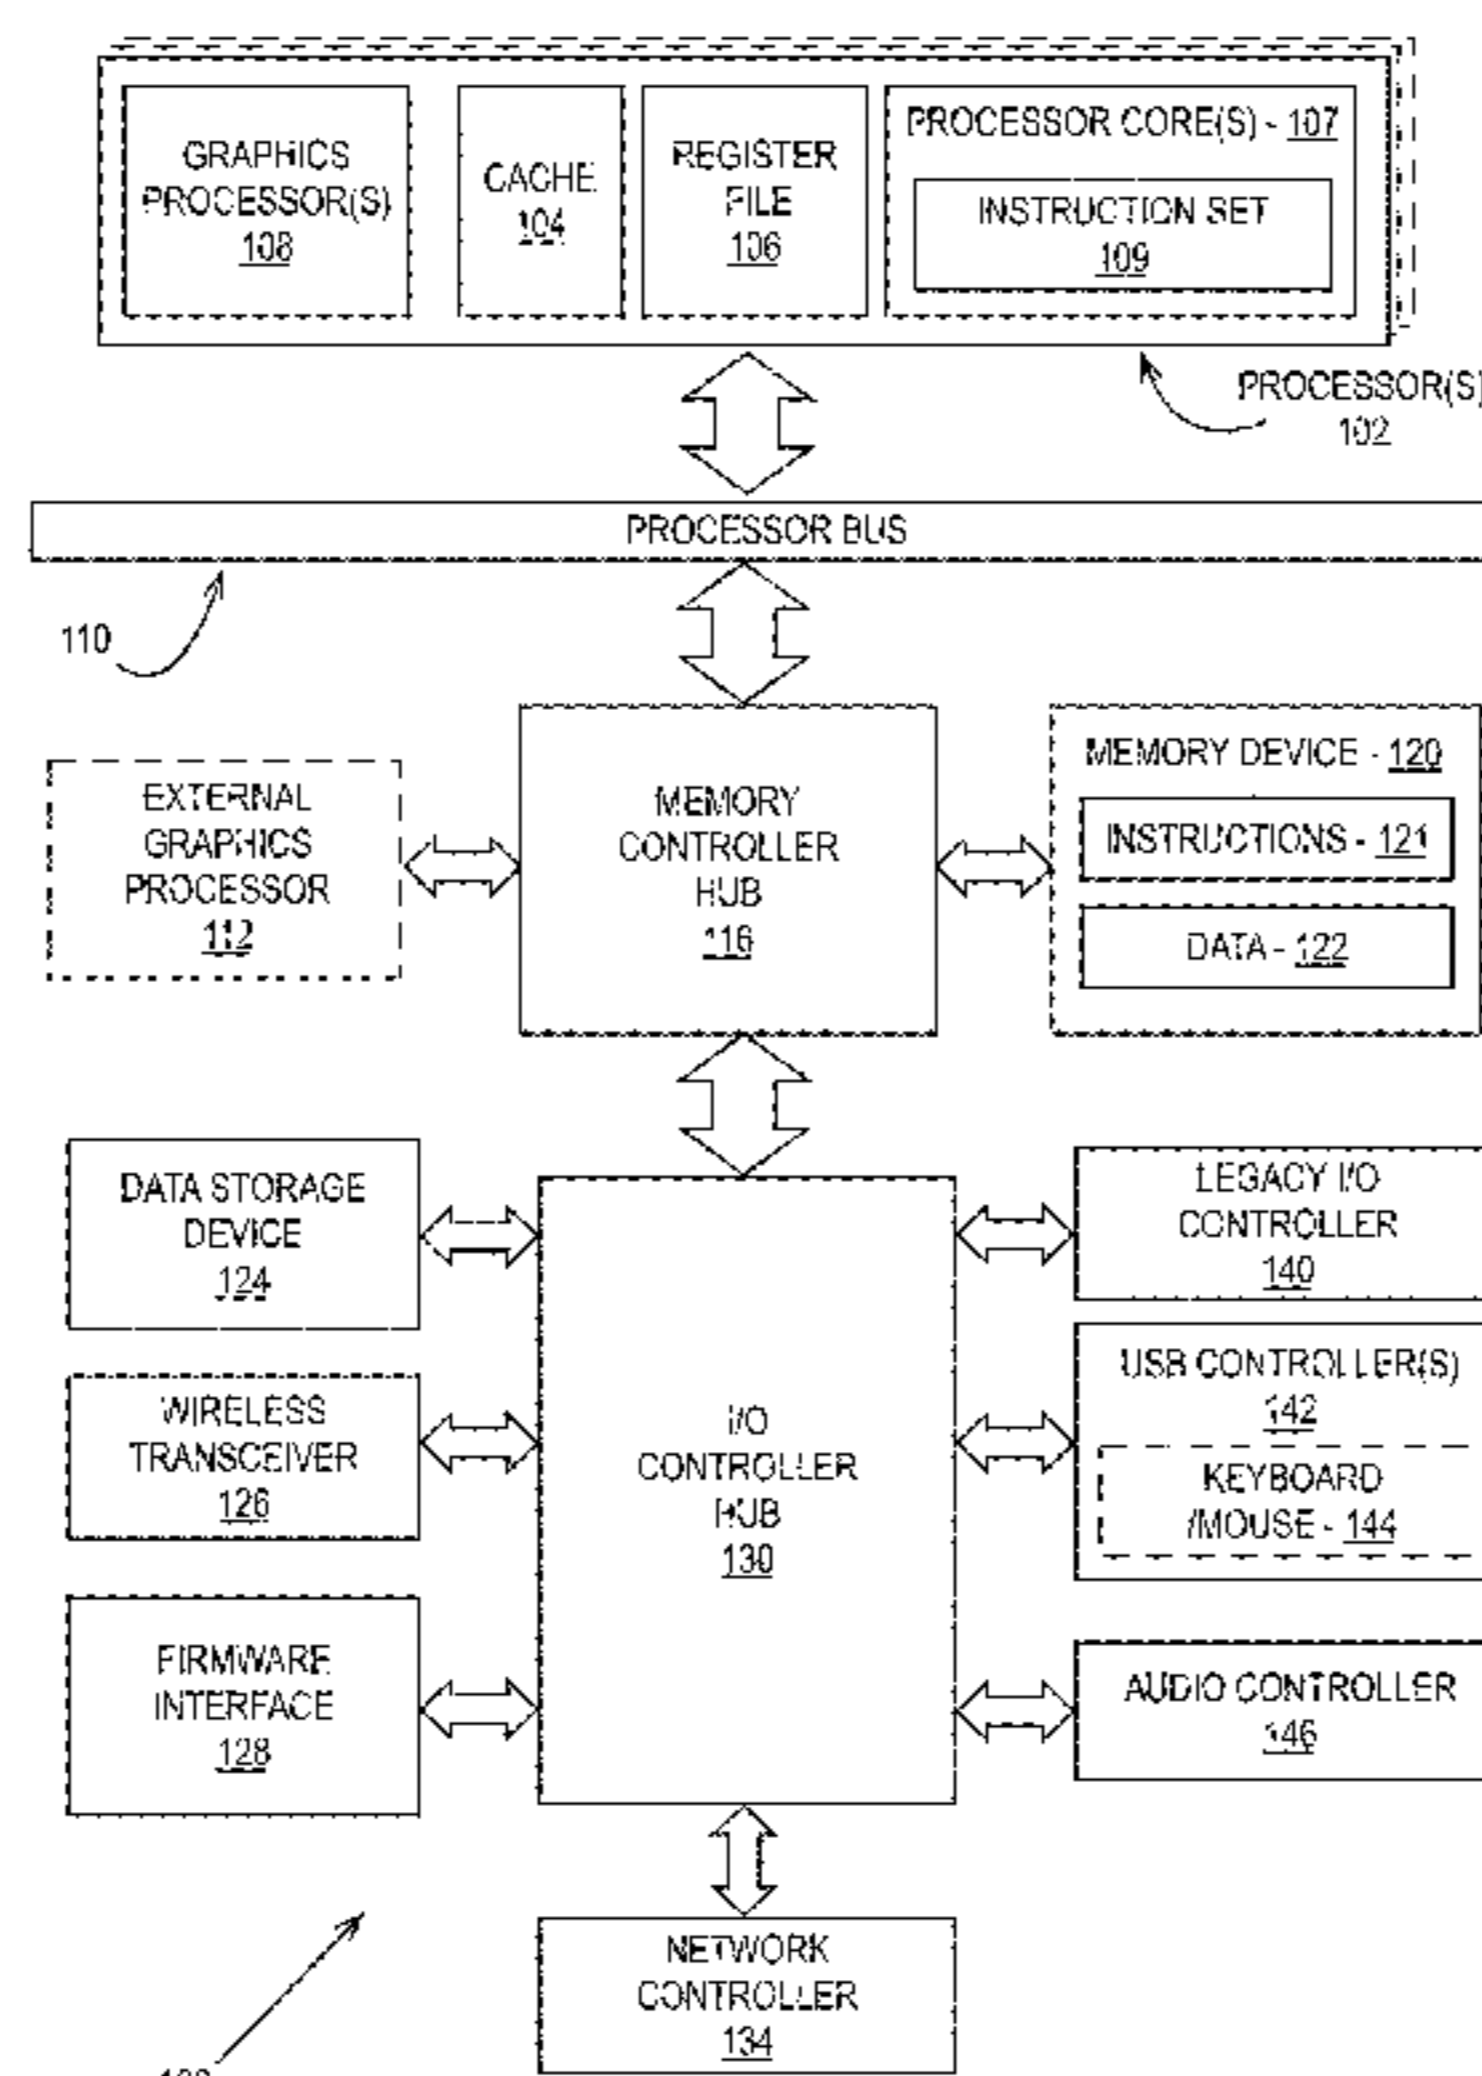 GRAPHICS
PROCESSOR(S)
108
CACHE
104
REGISTER
FILE
106
PROCESSOR CORE(S) - 107
INSTRUCTION SET
109
PROCESSOR(S)
102
PROCESSOR BUS
110
EXTERNAL
GRAPHICS
PROCESSOR
112
MEMORY
CONTROLLER
HUB
116
MEMORY DEVICE - 120
INSTRUCTIONS - 121
DATA - 122
DATA STORAGE
DEVICE
124
WIRELESS
TRANSCEIVER
126
FIRMWARE
INTERFACE
128
I/O
CONTROLLER
HUB
130
LEGACY I/O
CONTROLLER
140
USB CONTROLLER(S)
142
KEYBOARD
/MOUSE - 144
AUDIO CONTROLLER
146
NETWORK
CONTROLLER
134